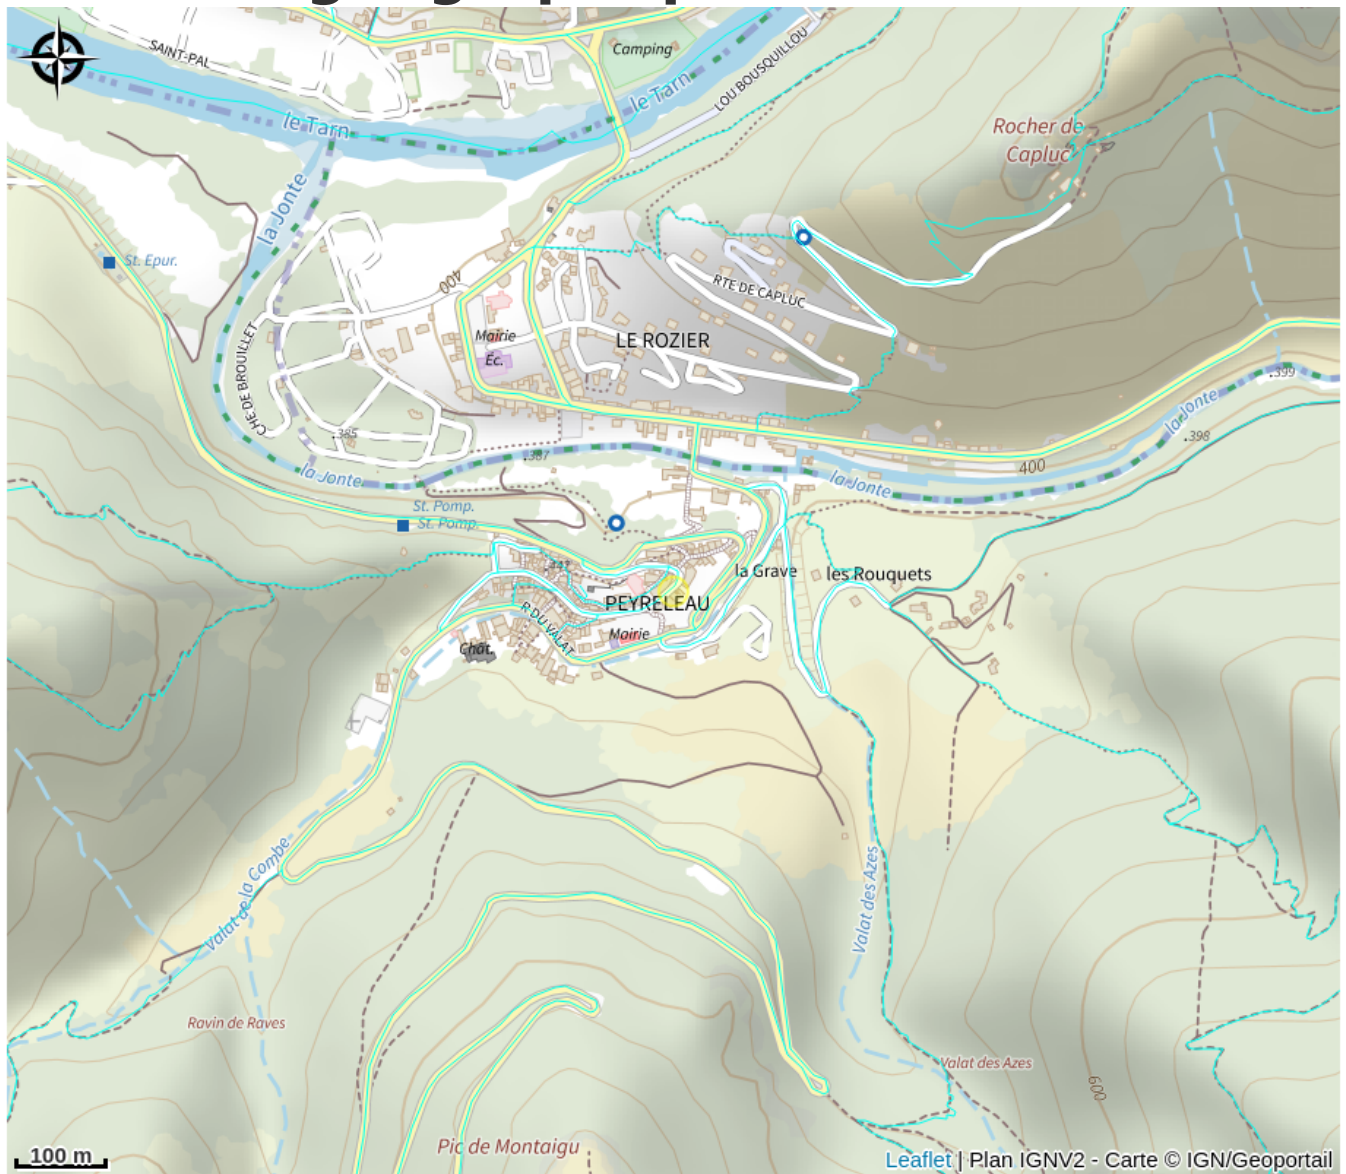 SAINT-PAL
Camping
LOU BOUSQUILLOU
le Tarn
le Tarn
Rocher de
Capluc
la Jonte
St. Epur.
400
RTE DE CAPLUC
Mairie
LE ROZIER
Éc.
CHE DE BROUILLET
.399
la Jonte
.385
.398
.387
400
la Jonte
la Jonte
St. Pomp.
St. Pomp.
la Grave
les Rouquets
PEYRELEAU
R DU VALAT
Mairie
Chât.
Valat de la Combe
Valat des Azes
Ravin de Raves
Valat des Azes
600
Pic de Montaigu
100 m
Leaflet | Plan IGNV2 - Carte © IGN/Geoportail